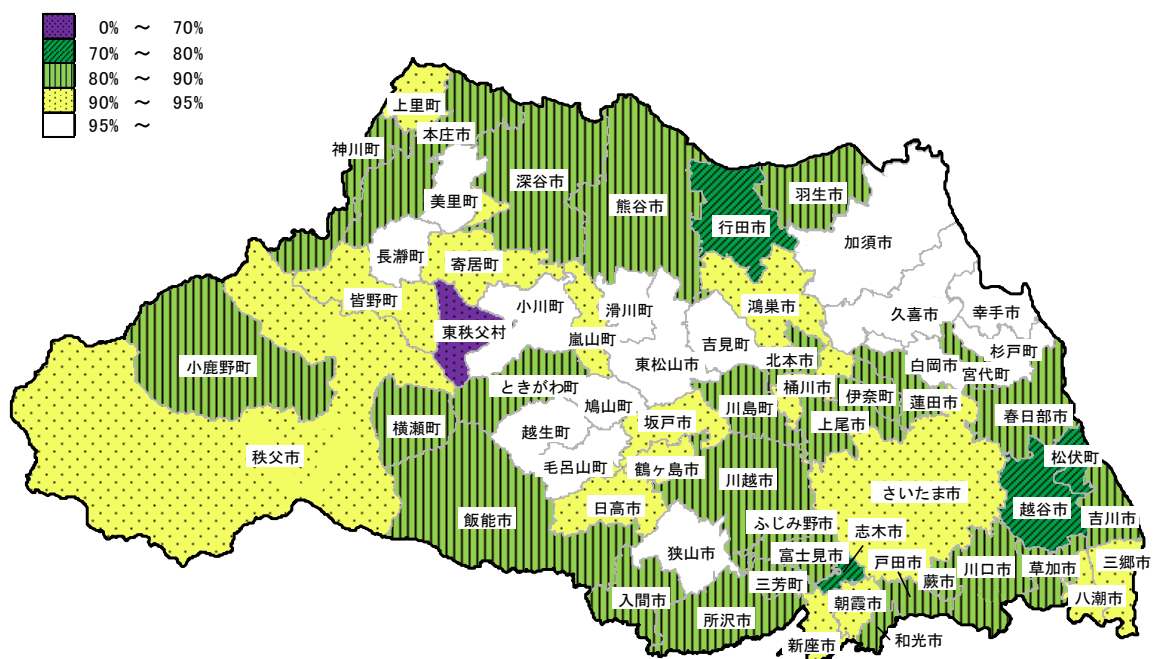 0% ～ 70%
70% ～ 80%
80% ～ 90%
90% ～ 95%
95% ～
上里町
本庄市
神川町
深谷市
美里町
熊谷市
羽生市
行田市
加須市
長瀞町
寄居町
皆野町
小川町
滑川町
鴻巣市
久喜市
幸手市
東秩父村
嵐山町
吉見町
杉戸町
小鹿野町
東松山市
北本市
白岡市
宮代町
ときがわ町
桶川市
伊奈町
蓮田市
鳩山町
川島町
春日部市
横瀬町
越生町
坂戸市
上尾市
秩父市
毛呂山町
鶴ヶ島市
川越市
さいたま市
松伏町
飯能市
日高市
越谷市
吉川市
ふじみ野市
志木市
狭山市
富士見市
戸田市
川口市
草加市
三郷市
三芳町
蕨市
入間市
朝霞市
八潮市
所沢市
新座市
和光市